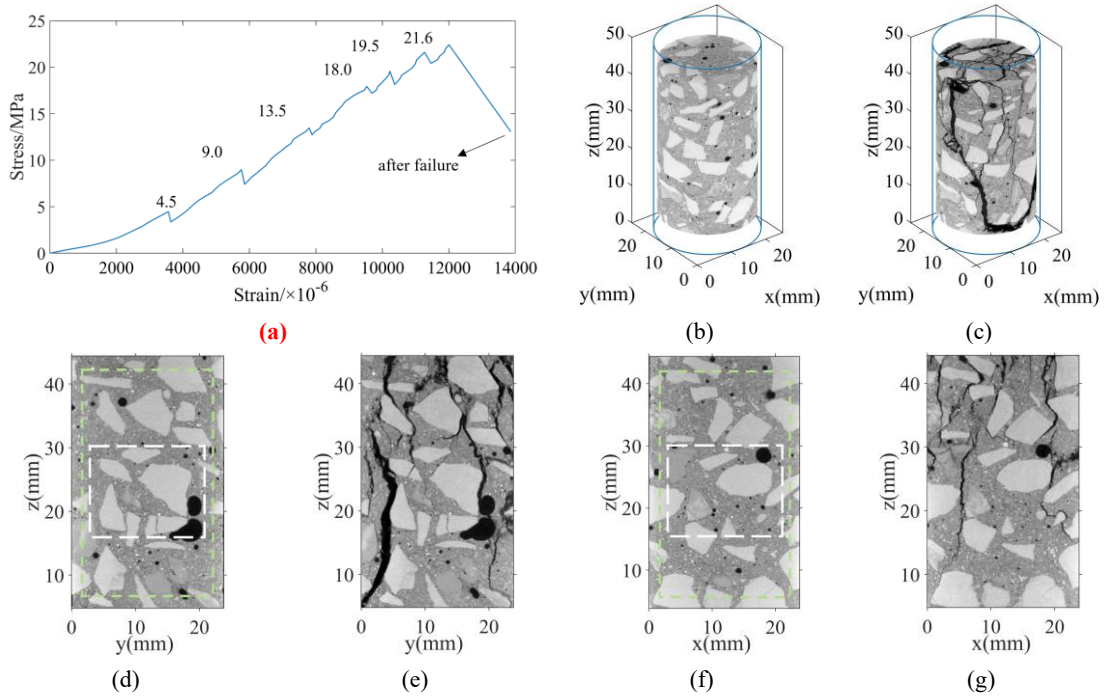 25
20
15
10
5
0
Stress/MPa
4.5
9.0
13.5
18.0
19.5
21.6
after failure
0 2000 4000 6000 8000 10000 12000 14000
Strain/×10⁻⁶
(a)
50
40
30
20
10
0
z(mm)
20
10
0
y(mm)
0
10
20
x(mm)
(b)
50
40
30
20
10
0
z(mm)
20
10
0
y(mm)
0
10
20
x(mm)
(c)
40
30
20
10
z(mm)
0 10 20
y(mm)
(d)
40
30
20
10
z(mm)
0 10 20
y(mm)
(e)
40
30
20
10
z(mm)
0 10 20
x(mm)
(f)
40
30
20
10
z(mm)
0 10 20
x(mm)
(g)